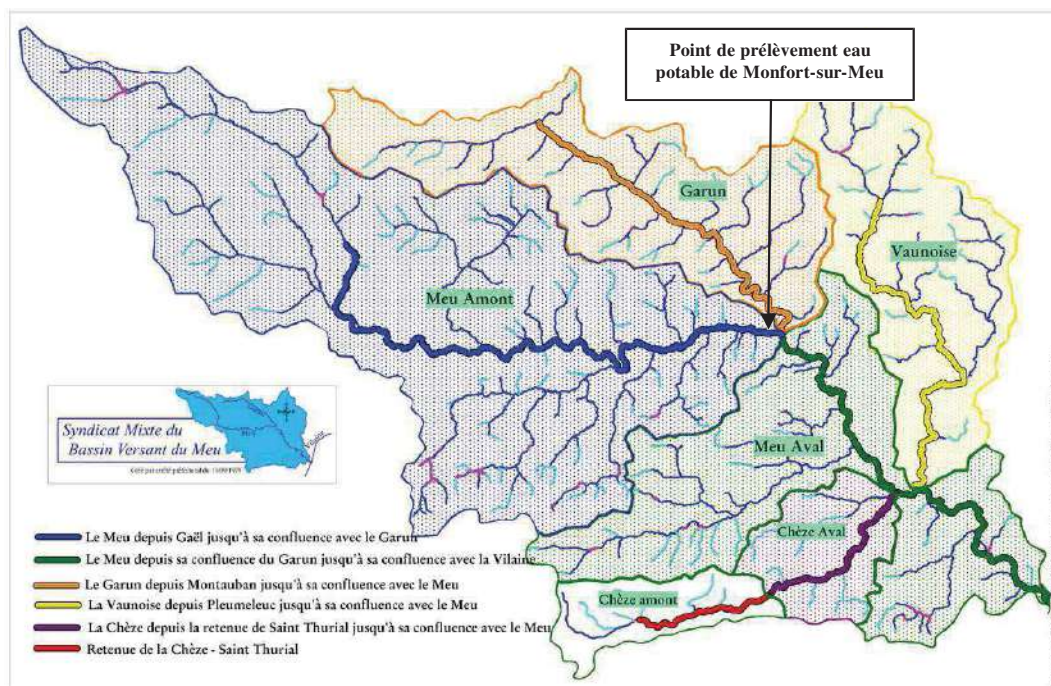 Point de prélèvement eau
potable de Monfort-sur-Meu
Garun
Vaunoise
Meu Amont
Meu Aval
Chèze Aval
Chèze amont
Syndicat Mixte du
Bassin Versant du Meu
Le Meu depuis Gaël jusqu'à sa confluence avec le Garun
Le Meu depuis sa confluence du Garun jusqu'à sa confluence avec la Vilaine
Le Garun depuis Montauban jusqu'à sa confluence avec le Meu
La Vaunoise depuis Pleumeleuc jusqu'à sa confluence avec le Meu
La Chèze depuis la retenue de Saint Thurial jusqu'à sa confluence avec le Meu
Retenue de la Chèze - Saint Thurial